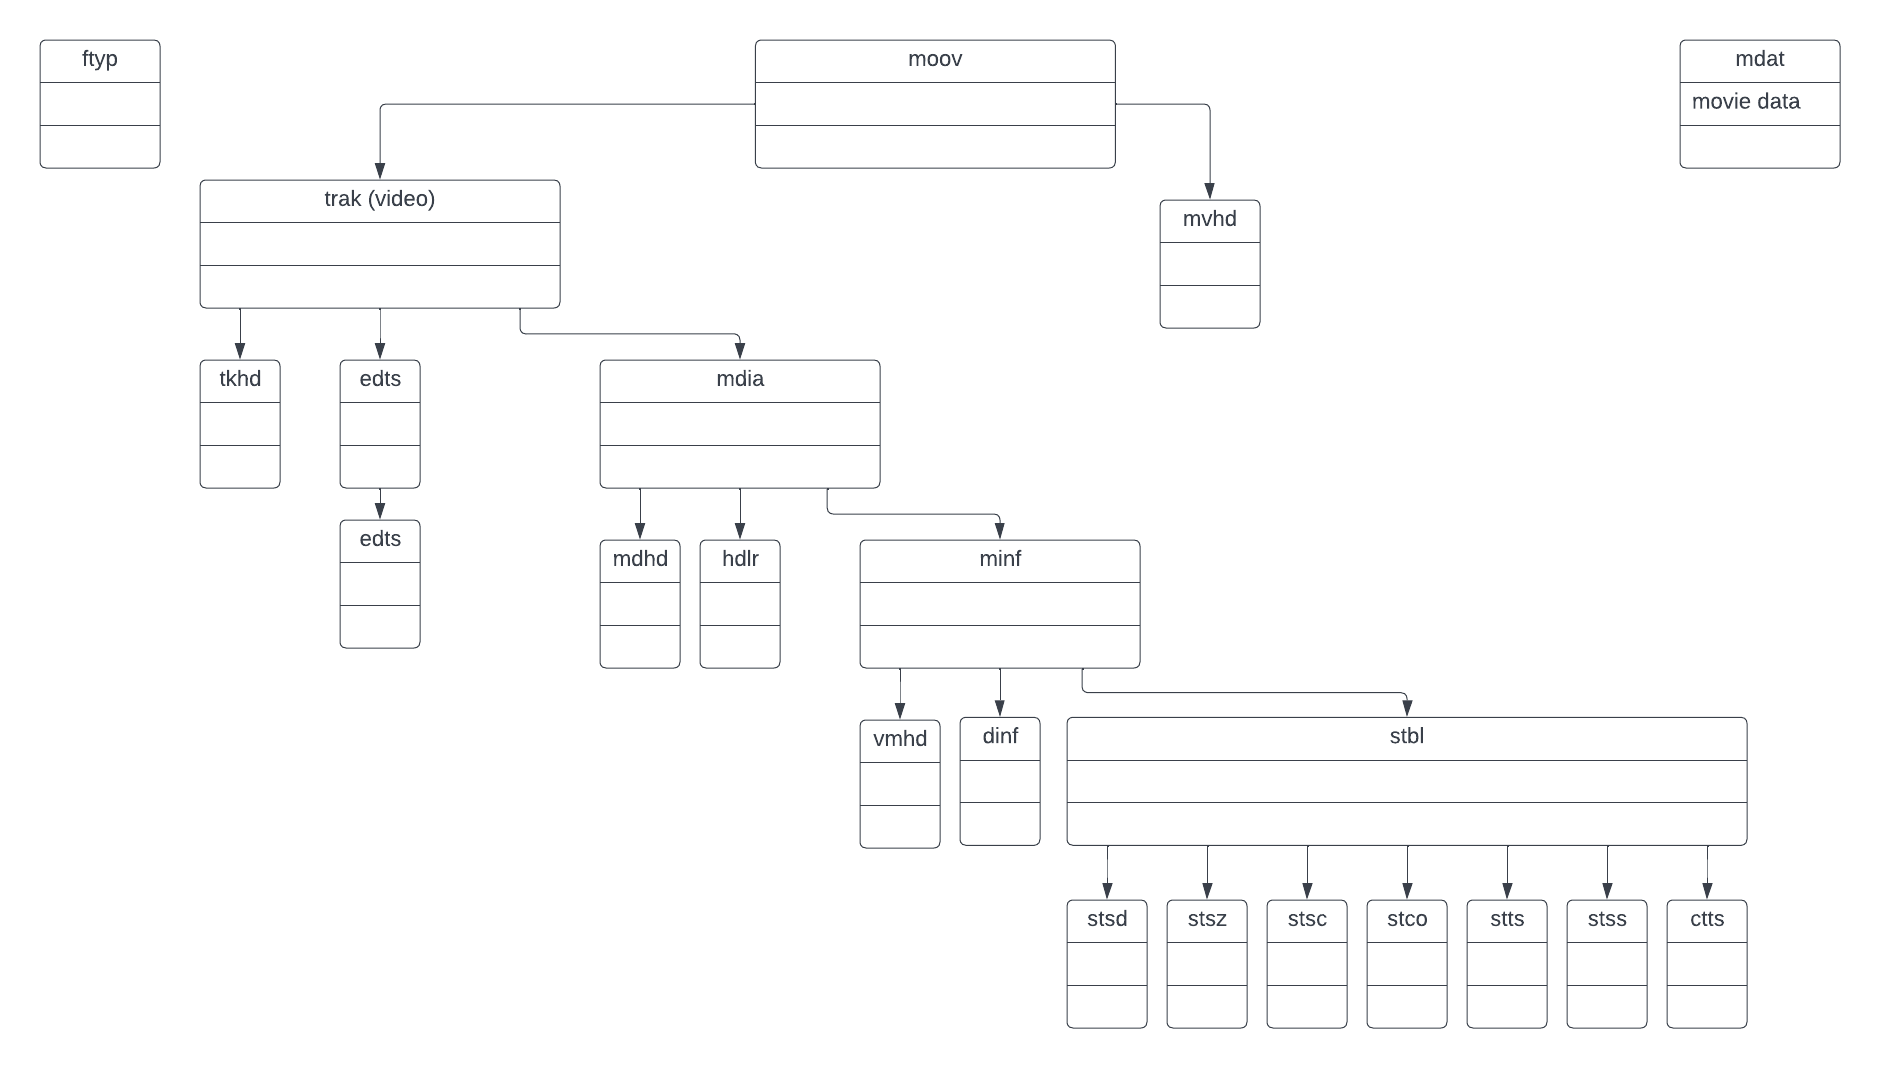 ftyp
moov
mdat
movie data
trak (video)
mvhd
tkhd
edts
mdia
edts
mdhd
hdlr
minf
vmhd
dinf
stbl
stsd
stsz
stsc
stco
stts
stss
ctts